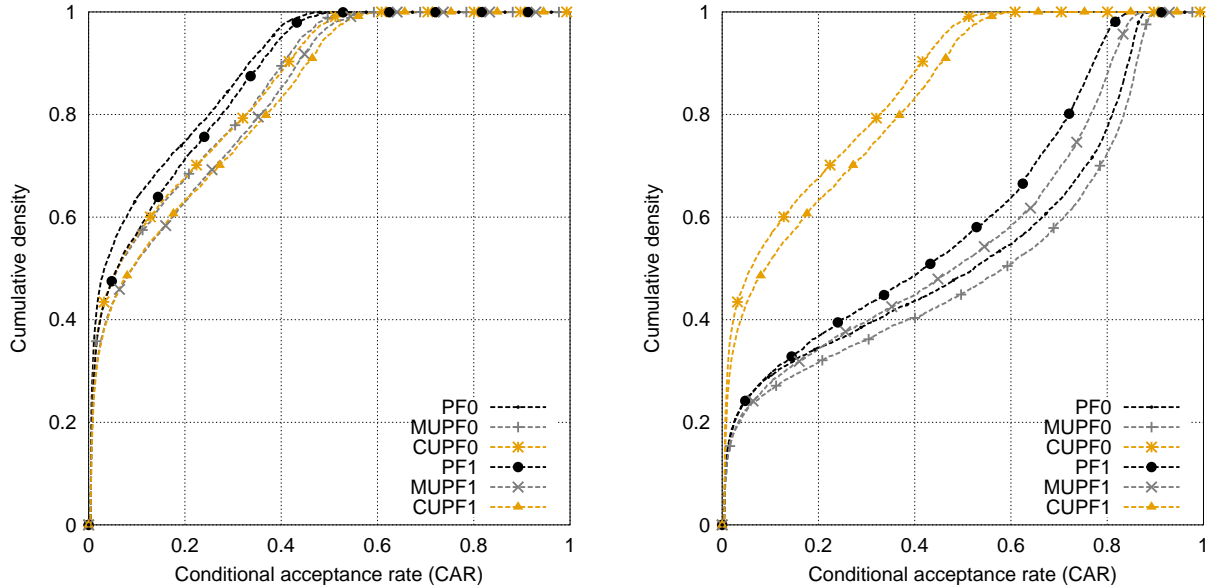 1
0.8
0.6
0.4
0.2
0
Cumulative density
0 0.2 0.4 0.6 0.8 1
Conditional acceptance rate (CAR)
PF0
MUPF0
CUPF0
PF1
MUPF1
CUPF1
1
0.8
0.6
0.4
0.2
0
Cumulative density
0 0.2 0.4 0.6 0.8 1
Conditional acceptance rate (CAR)
PF0
MUPF0
CUPF0
PF1
MUPF1
CUPF1